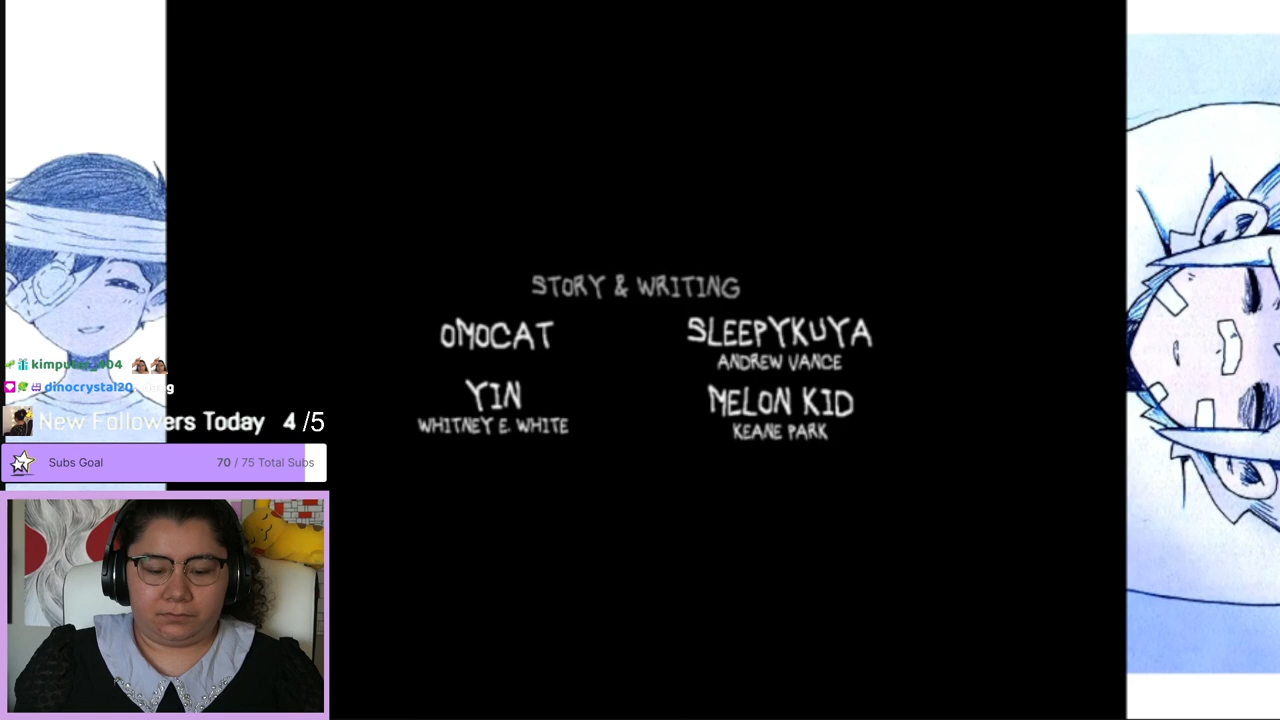 STORY & WRITING
OMOCAT
SLEEPYKUYA
ANDREW VANCE
YIN
MELON KID
WHITNEY E. WHITE
KEANE PARK
dinocrystal20
New Followers Today 4 /5
Subs Goal 70 / 75 Total Subs